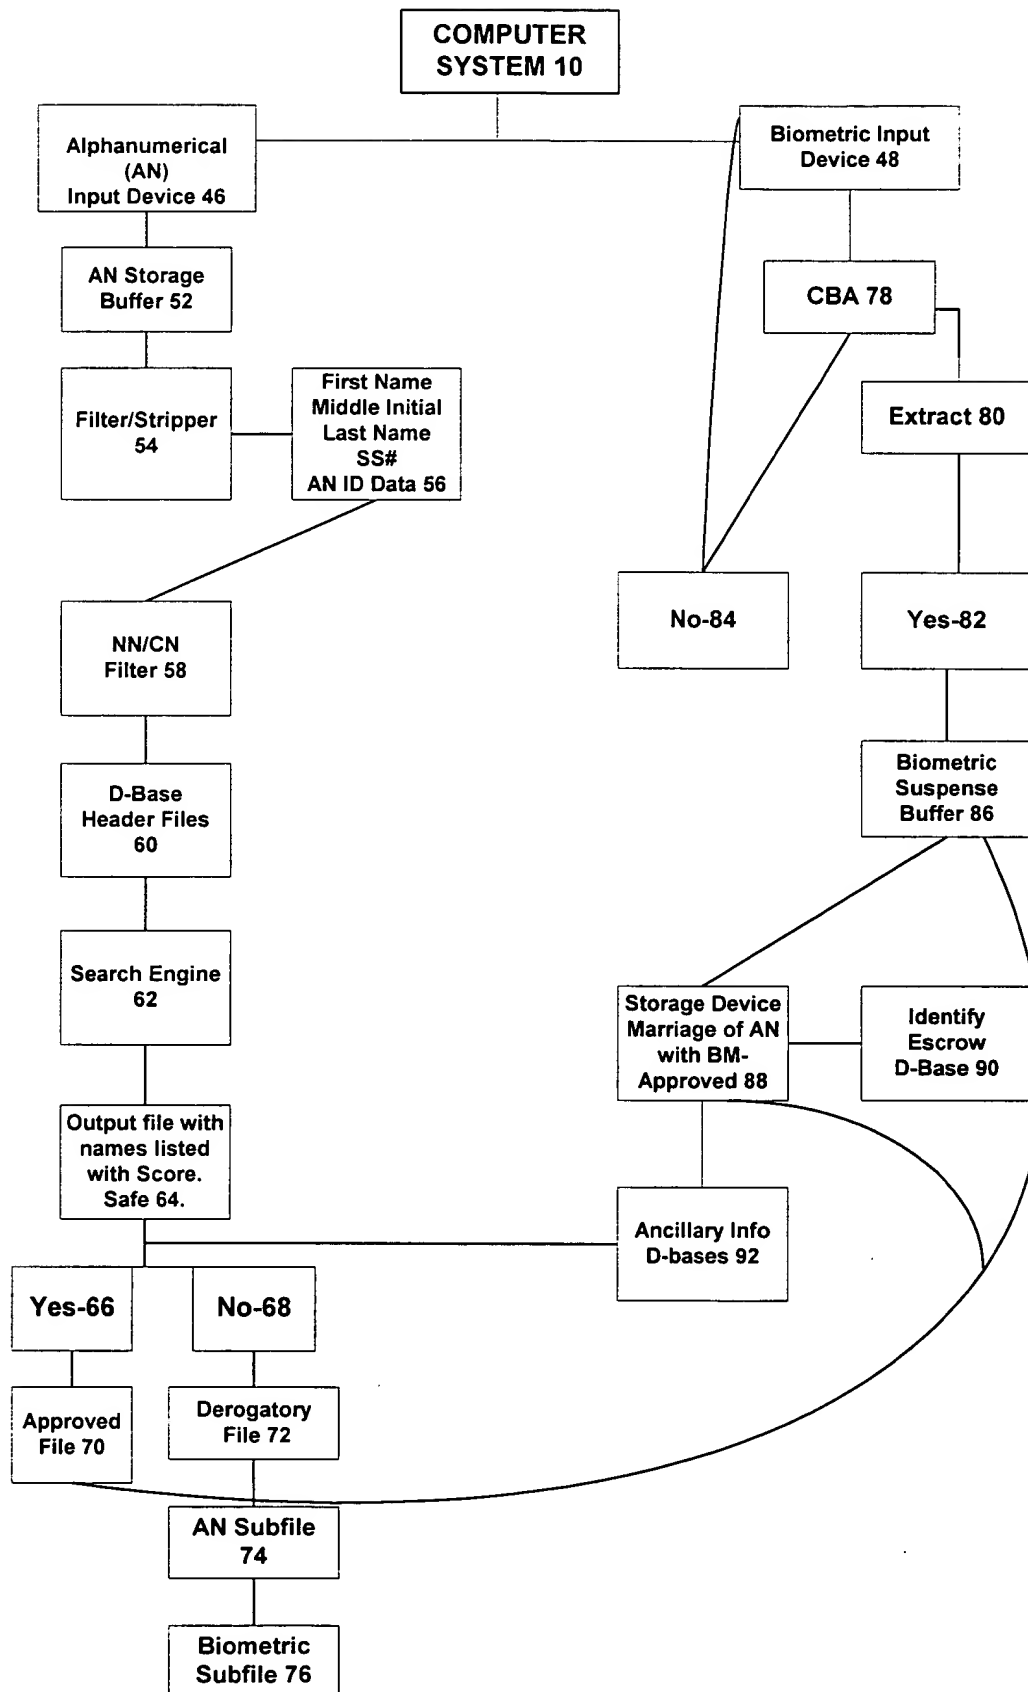 COMPUTER
SYSTEM 10
Alphanumerical
(AN)
Input Device 46
Biometric Input
Device 48
AN Storage
Buffer 52
CBA 78
Filter/Stripper
54
First Name
Middle Initial
Last Name
SS#
AN ID Data 56
Extract 80
No-84
Yes-82
NN/CN
Filter 58
Biometric
Suspense
Buffer 86
D-Base
Header Files
60
Search Engine
62
Storage Device
Marriage of AN
with BM-
Approved 88
Identify
Escrow
D-Base 90
Output file with
names listed
with Score.
Safe 64.
Ancillary Info
D-bases 92
Yes-66
No-68
Approved
File 70
Derogatory
File 72
AN Subfile
74
Biometric
Subfile 76